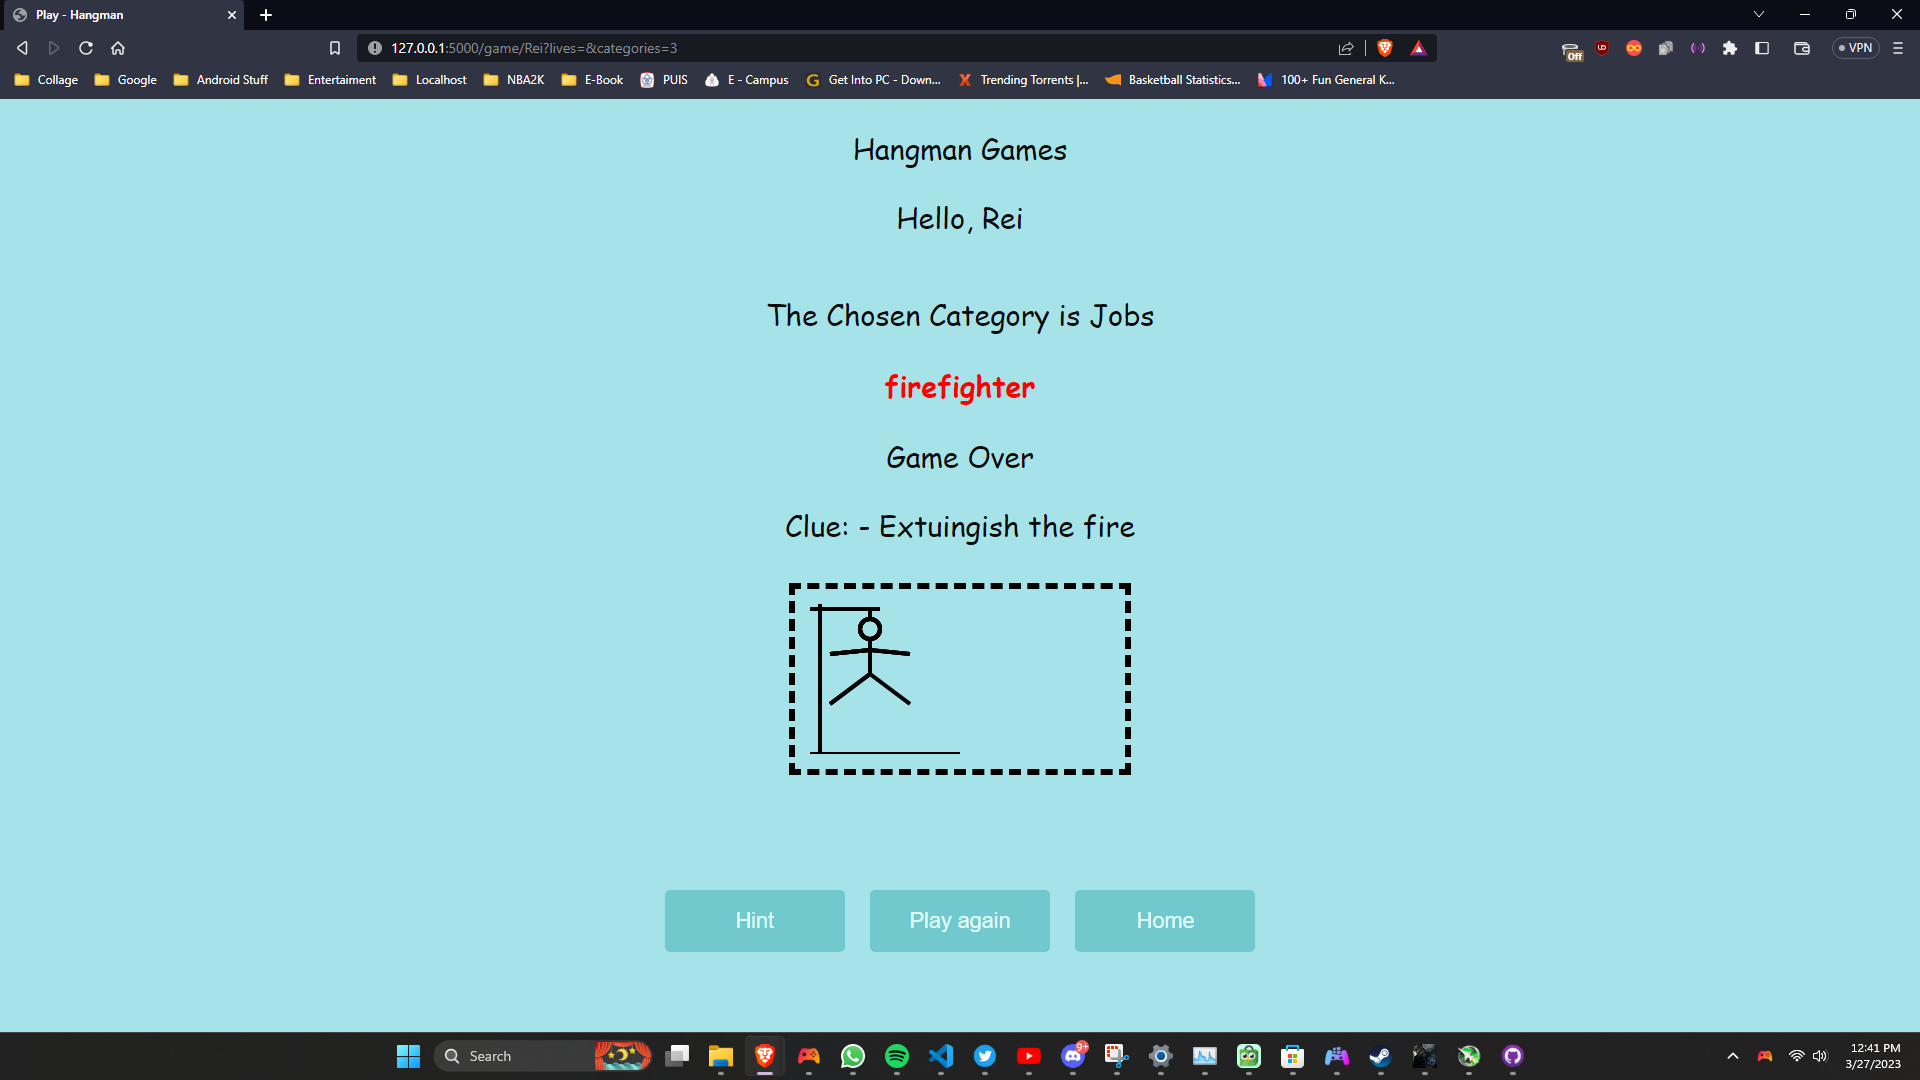 Play - Hangman
127.0.0.1:5000/game/Rei?lives=&categories=3
Off
UD
VPN
Collage Google Android Stuff Entertaiment Localhost NBA2K E-Book PUIS E - Campus Get Into PC - Down... Trending Torrents |... Basketball Statistics... 100+ Fun General K...
Hangman Games
Hello, Rei
The Chosen Category is Jobs
firefighter
Game Over
Clue: - Extuingish the fire
Hint Play again Home
Search
9+
12:41 PM
3/27/2023